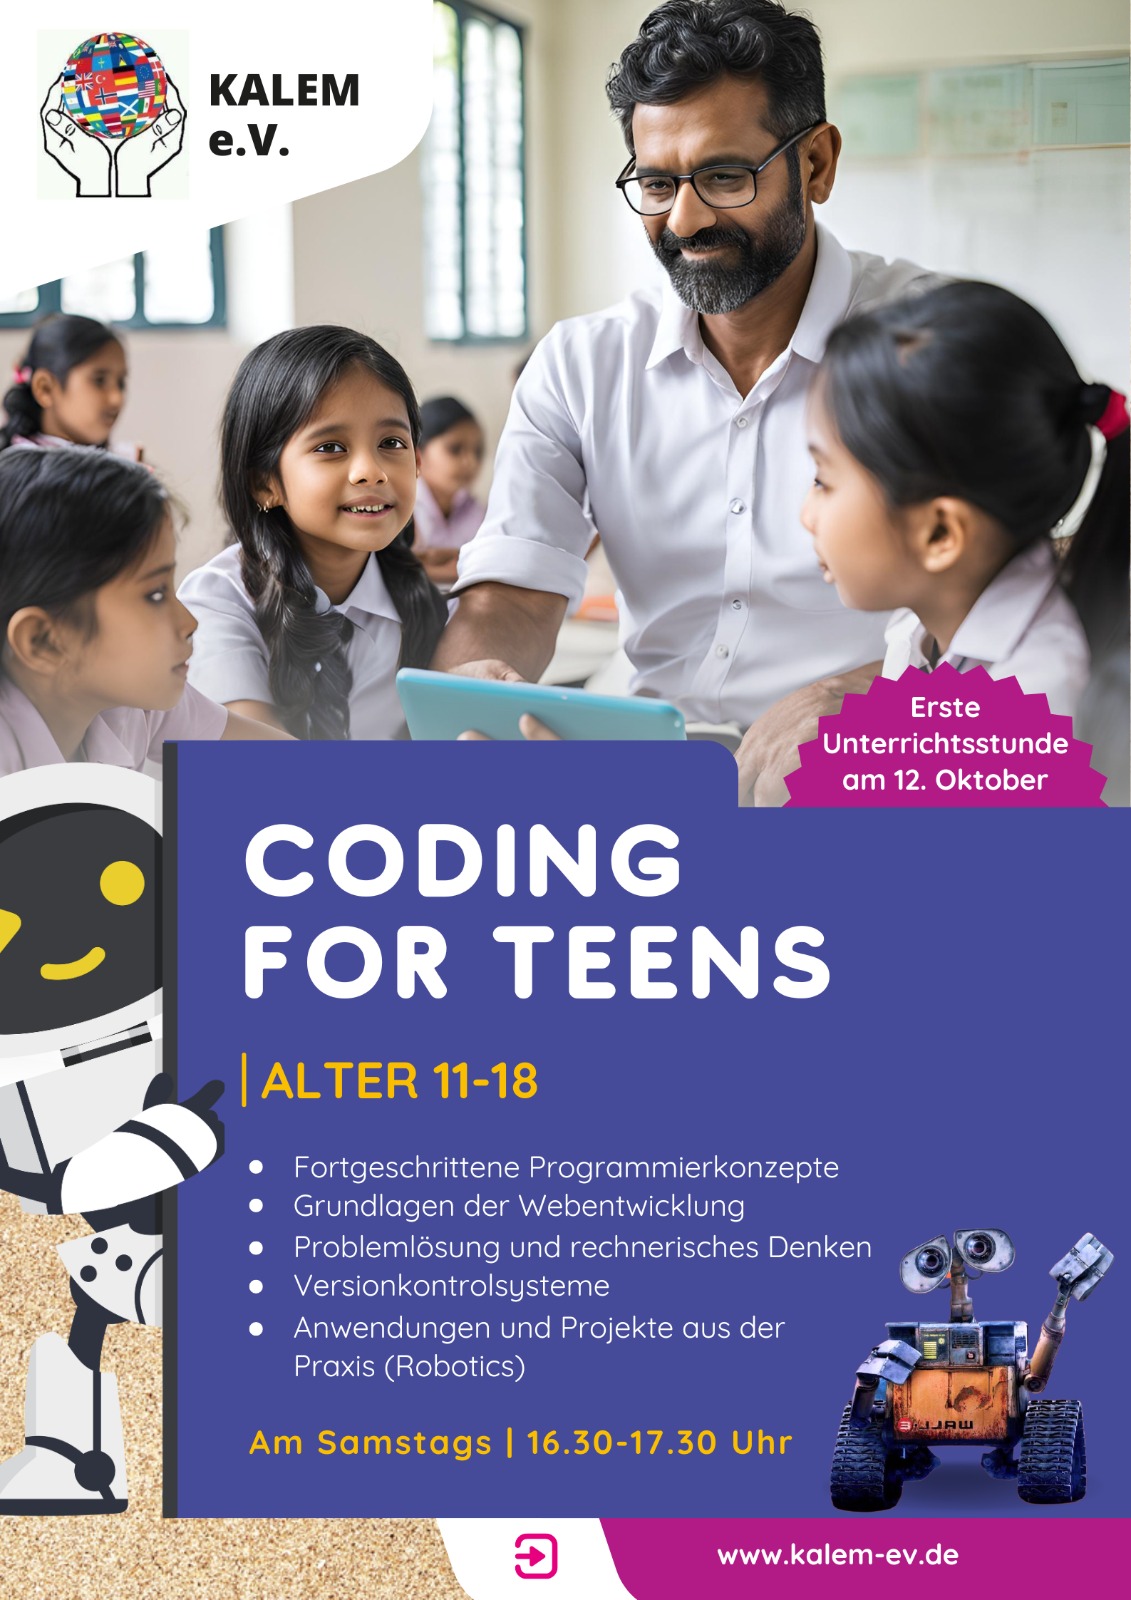 KALEM
e.V.
Erste
Unterrichtsstunde
am 12. Oktober
CODING
FOR TEENS
ALTER 11-18
• Fortgeschrittene Programmierkonzepte
• Grundlagen der Webentwicklung
• Problemlösung und rechnerisches Denken
• Versionkontrolsysteme
• Anwendungen und Projekte aus der
Praxis (Robotics)
Am Samstags | 16.30-17.30 Uhr
www.kalem-ev.de